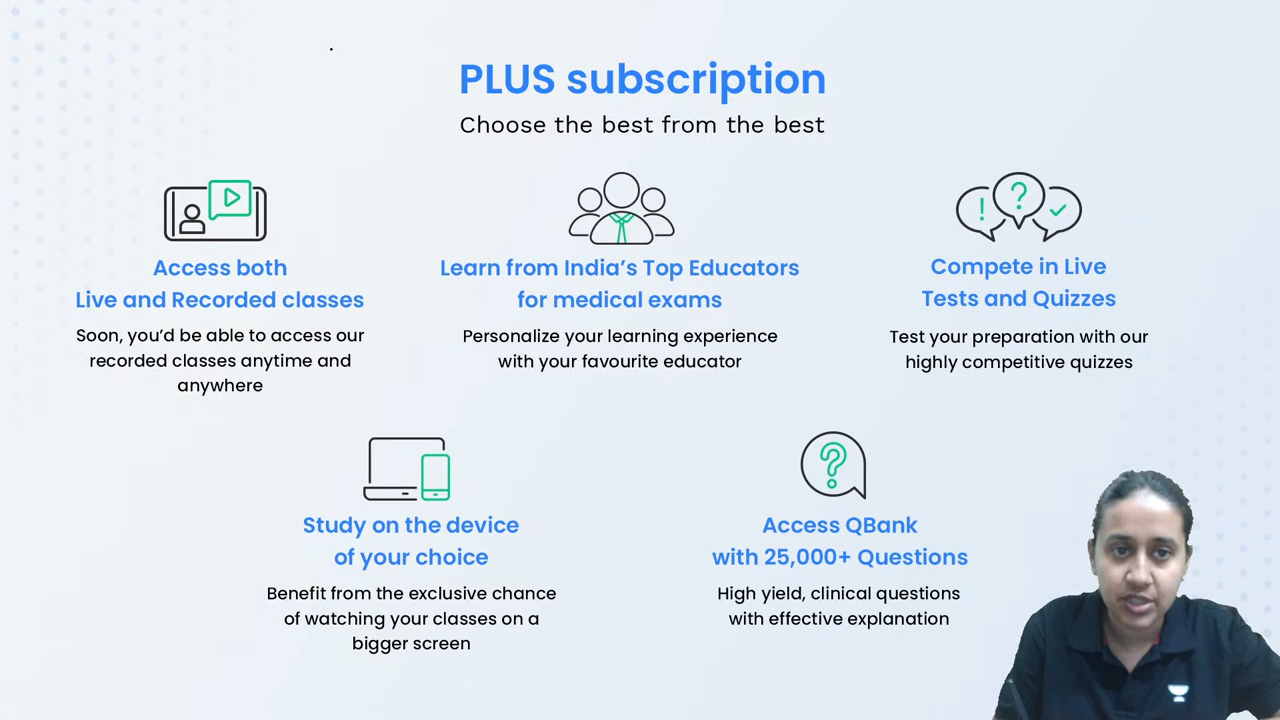 PLUS subscription
Choose the best from the best
Access both
Live and Recorded classes
Soon, you’d be able to access our
recorded classes anytime and
anywhere
Learn from India’s Top Educators
for medical exams
Personalize your learning experience
with your favourite educator
Compete in Live
Tests and Quizzes
Test your preparation with our
highly competitive quizzes
Study on the device
of your choice
Benefit from the exclusive chance
of watching your classes on a
bigger screen
Access QBank
with 25,000+ Questions
High yield, clinical questions
with effective explanation